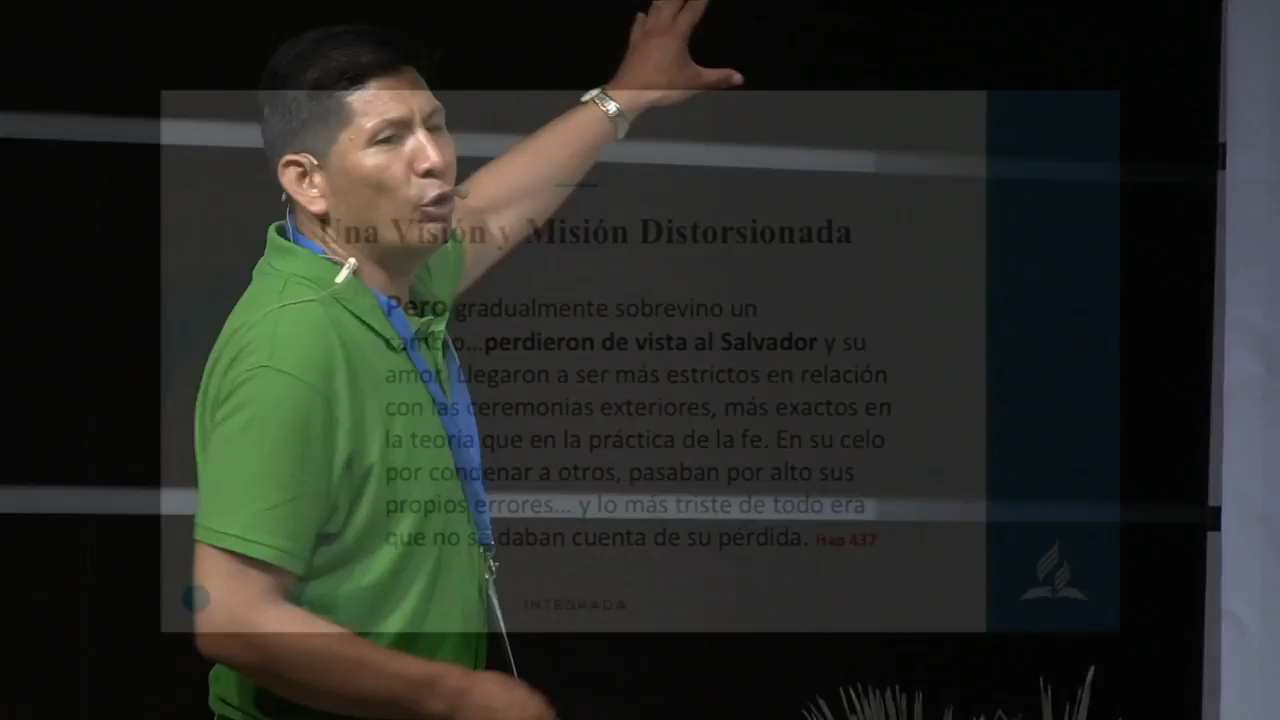 Una Visión y Misión Distorsionada
Pero gradualmente sobrevino un
cambio...perdieron de vista al Salvador y su
amor. Llegaron a ser más estrictos en relación
con las ceremonias exteriores, más exactos en
la teoría que en la práctica de la fe. En su celo
por condenar a otros, pasaban por alto sus
propios errores... y lo más triste de todo era
que no se daban cuenta de su pérdida. Hap 437
INTEGRADA